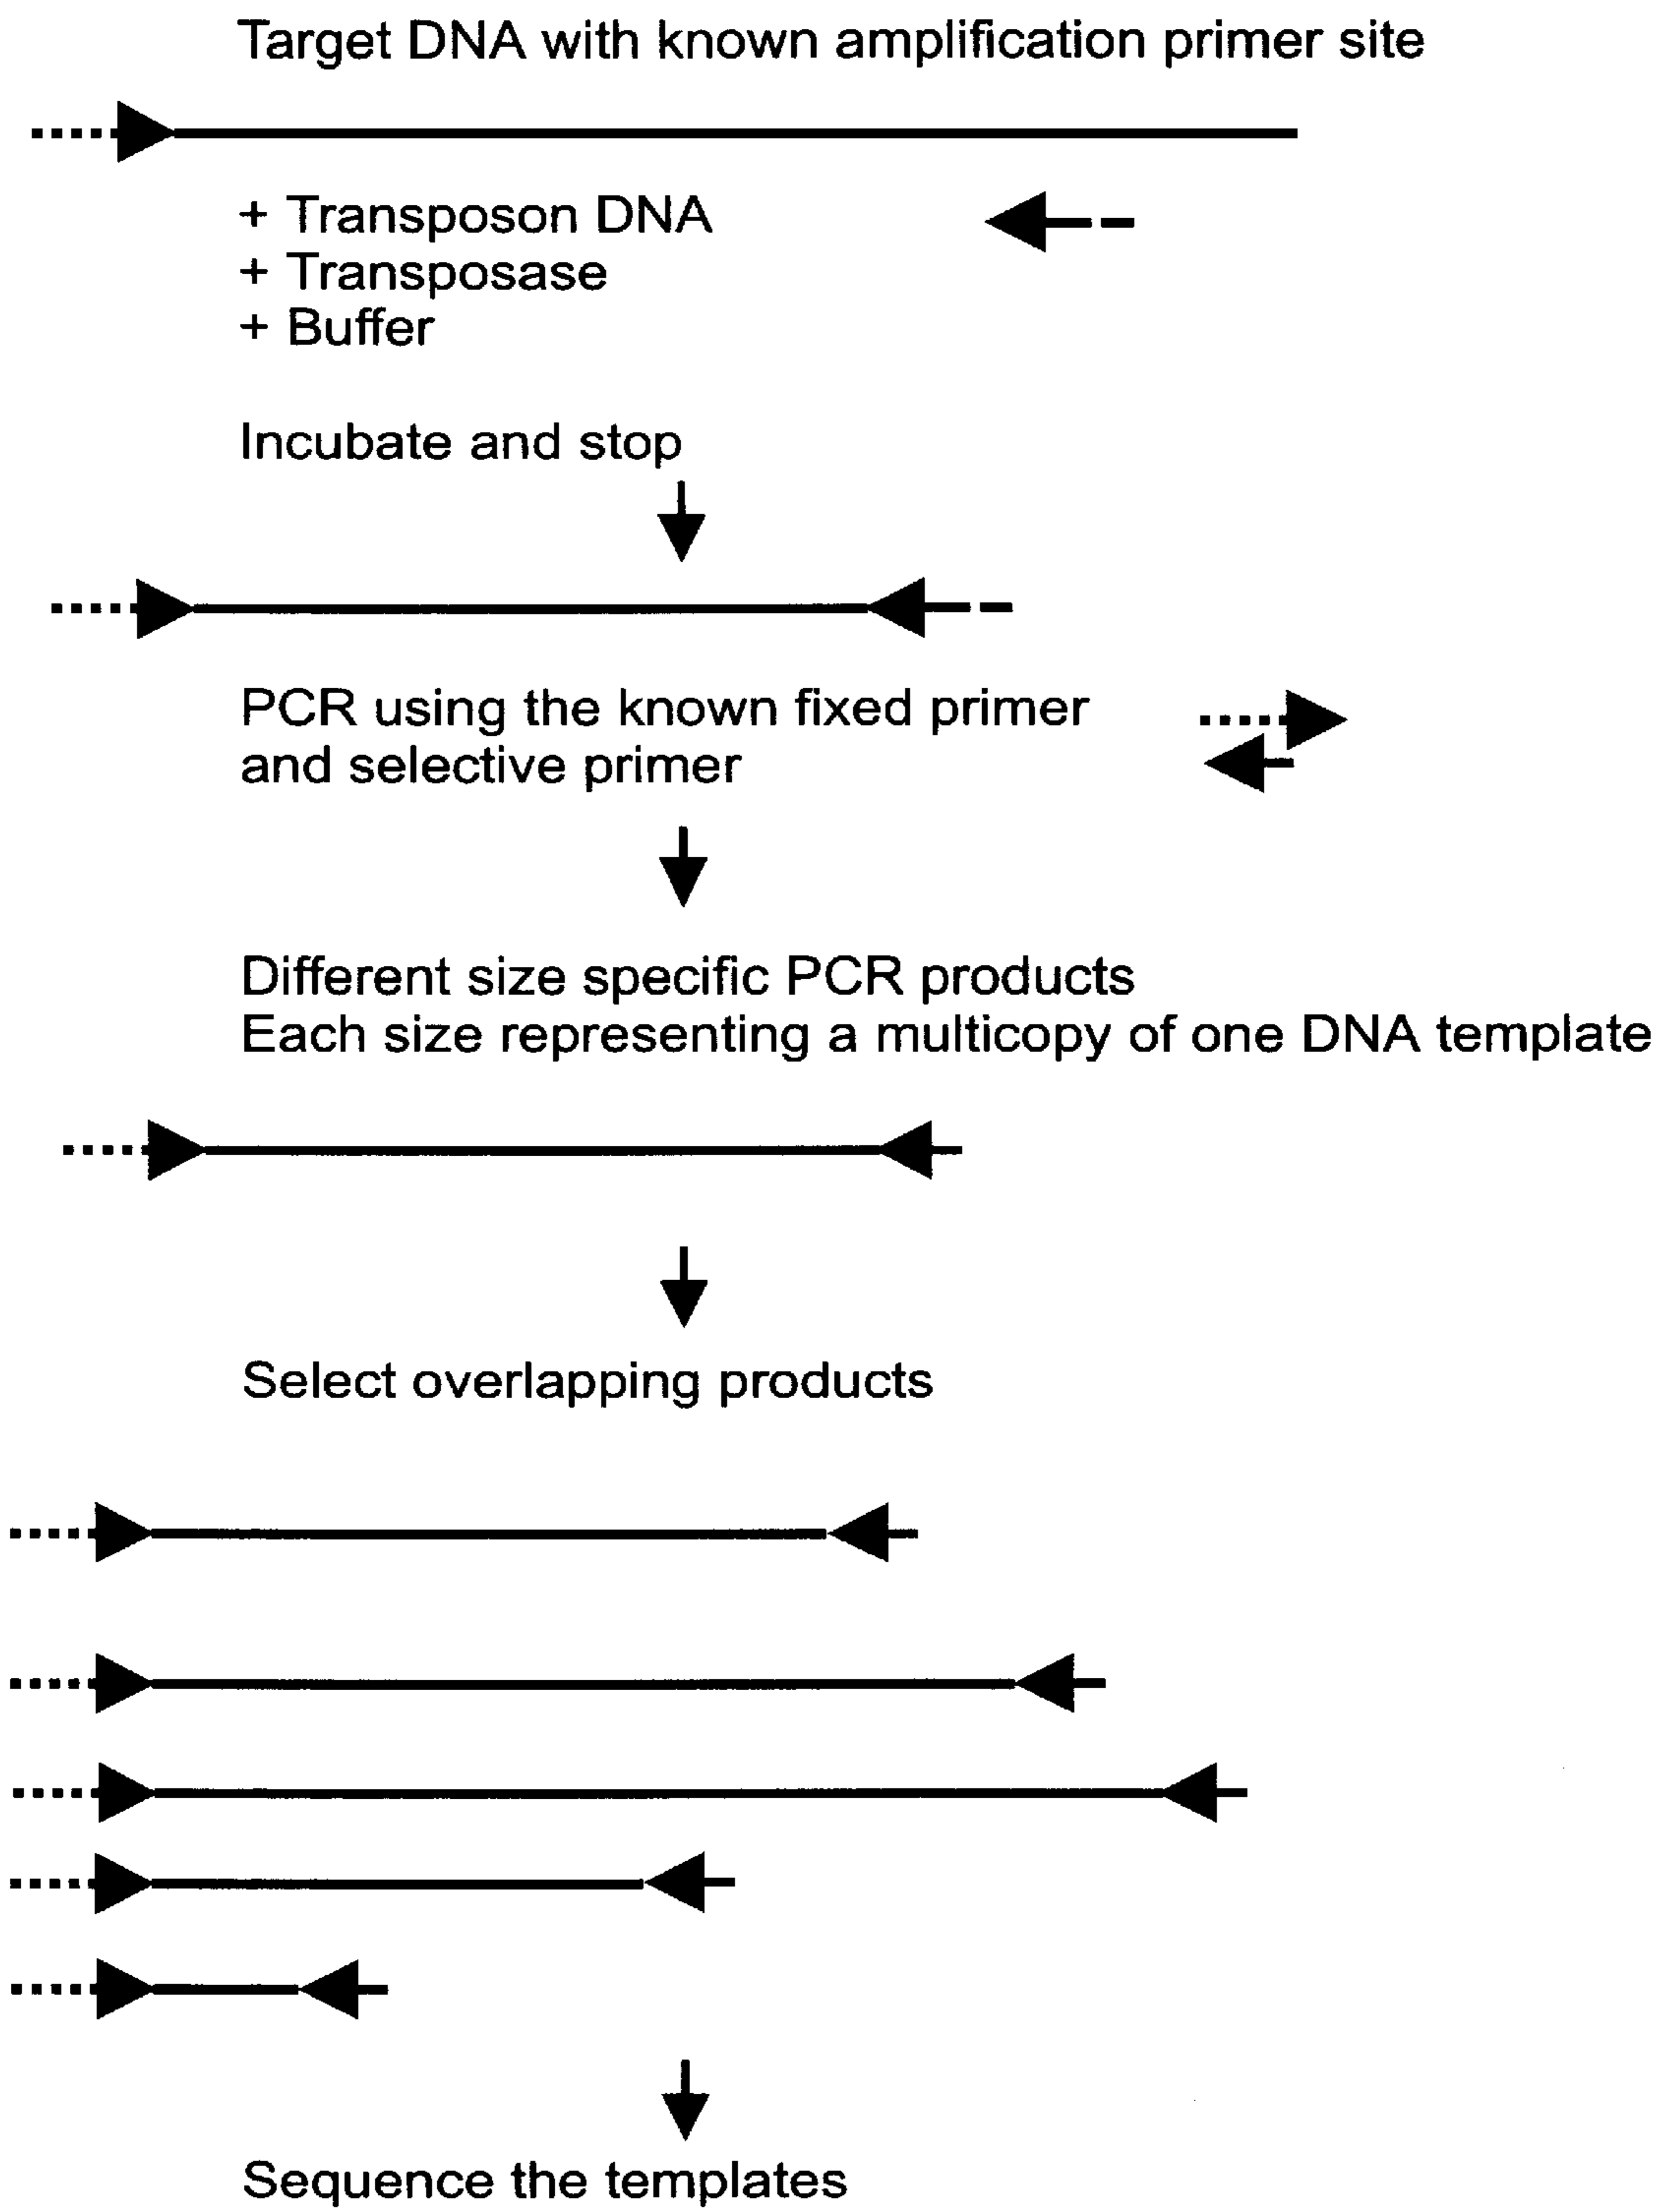 Target DNA with known amplification primer site
+ Transposon DNA
+ Transposase
+ Buffer
Incubate and stop
PCR using the known fixed primer
and selective primer
Different size specific PCR products
Each size representing a multicopy of one DNA template
Select overlapping products
Sequence the templates